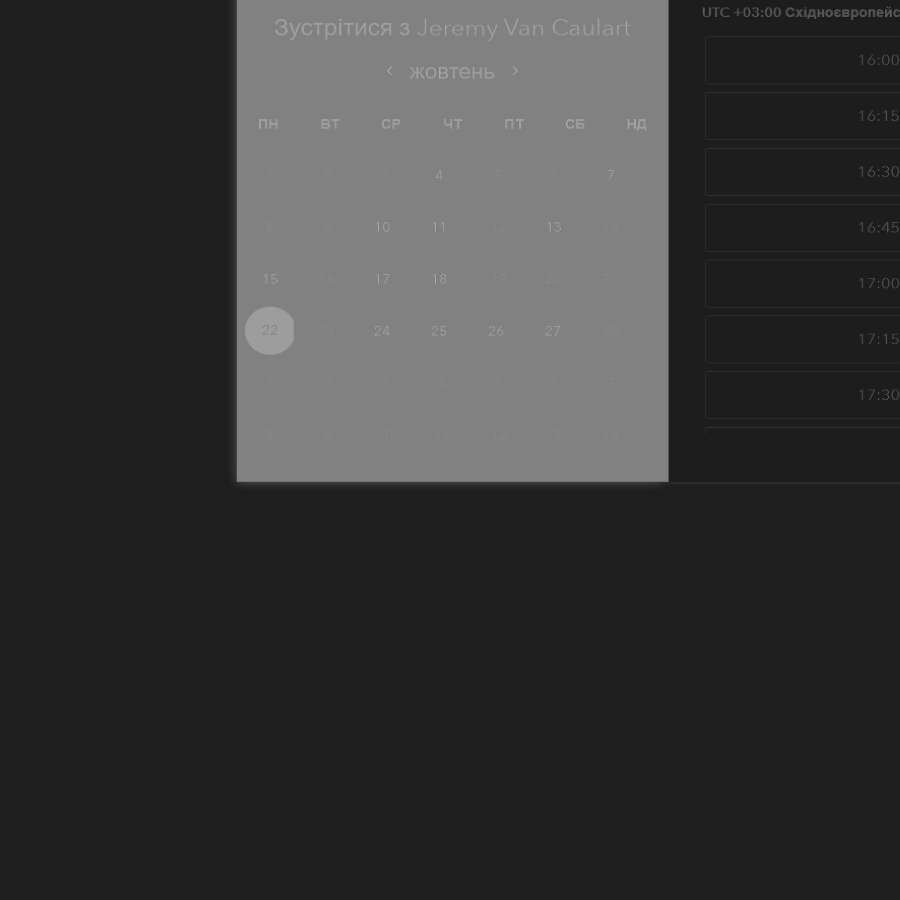 Зустрітися з Jeremy Van Caulart
< жовтень >
ПН ВТ СР ЧТ ПТ СБ НД
1 2 3 4 5 6 7
8 9 10 11 12 13 14
15 16 17 18 19 20 21
22 23 24 25 26 27 28
1 2 3 4 5 6 7
8 9 10 11 12 13 14
UTC +03:00
16:00
16:15
16:30
16:45
17:00
17:15
17:30